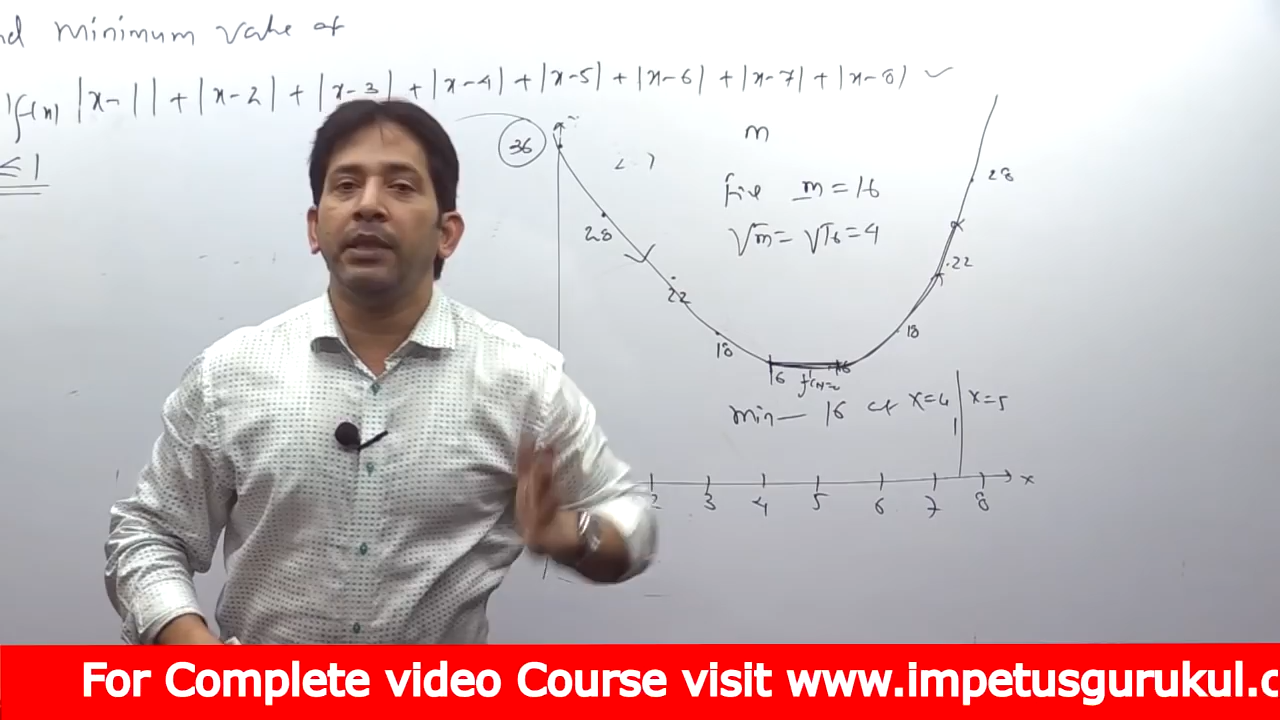 nd minimum value of
f(x) |x-1| + |x-2| + |x-3| + |x-4| + |x-5| + |x-6| + |x-7| + |x-8| ✓
≤ 1
36
28
22
18
16
16
18
.22
28
m
m = 16
√m = √16 = 4
min — 16 at x=4 | x=5
2 3 4 5 6 7 8 x
For Complete video Course visit www.impetusgurukul.c